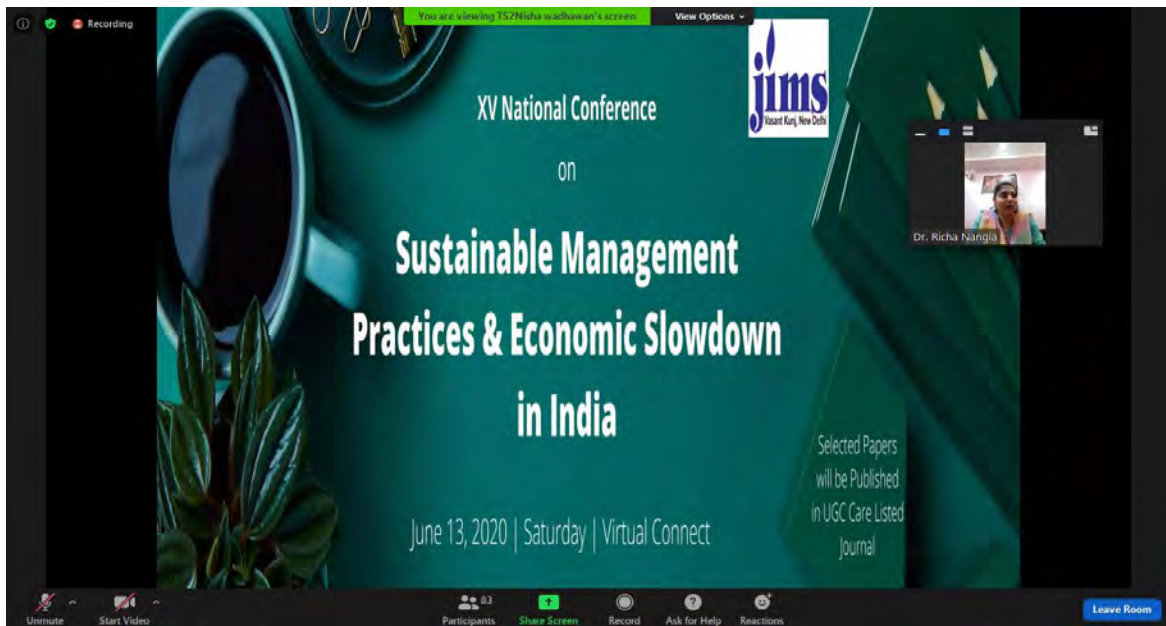 Recording
You are viewing TS2Nisha wadhawan's screen
View Options
jims
Vasant Kunj, New Delhi
XV National Conference
on
Sustainable Management
Practices & Economic Slowdown
in India
Dr. Richa Nangia
Selected Papers
will be Published
in UGC Care Listed
Journal
June 13, 2020 | Saturday | Virtual Connect
Unmute
Start Video
83
Participants
Share Screen
Record
Ask for Help
Reactions
Leave Room